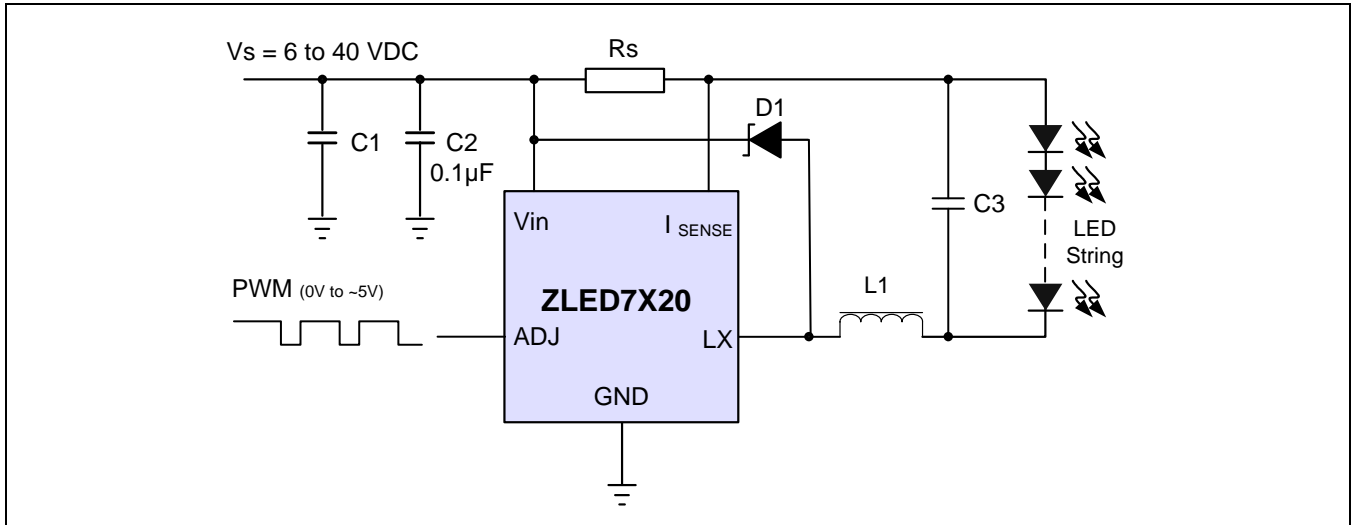 Vs = 6 to 40 VDC
Rs
D1
C1
C2
0.1µF
Vin
I SENSE
C3
LED
String
PWM (0V to ~5V)
ZLED7X20
L1
ADJ
LX
GND